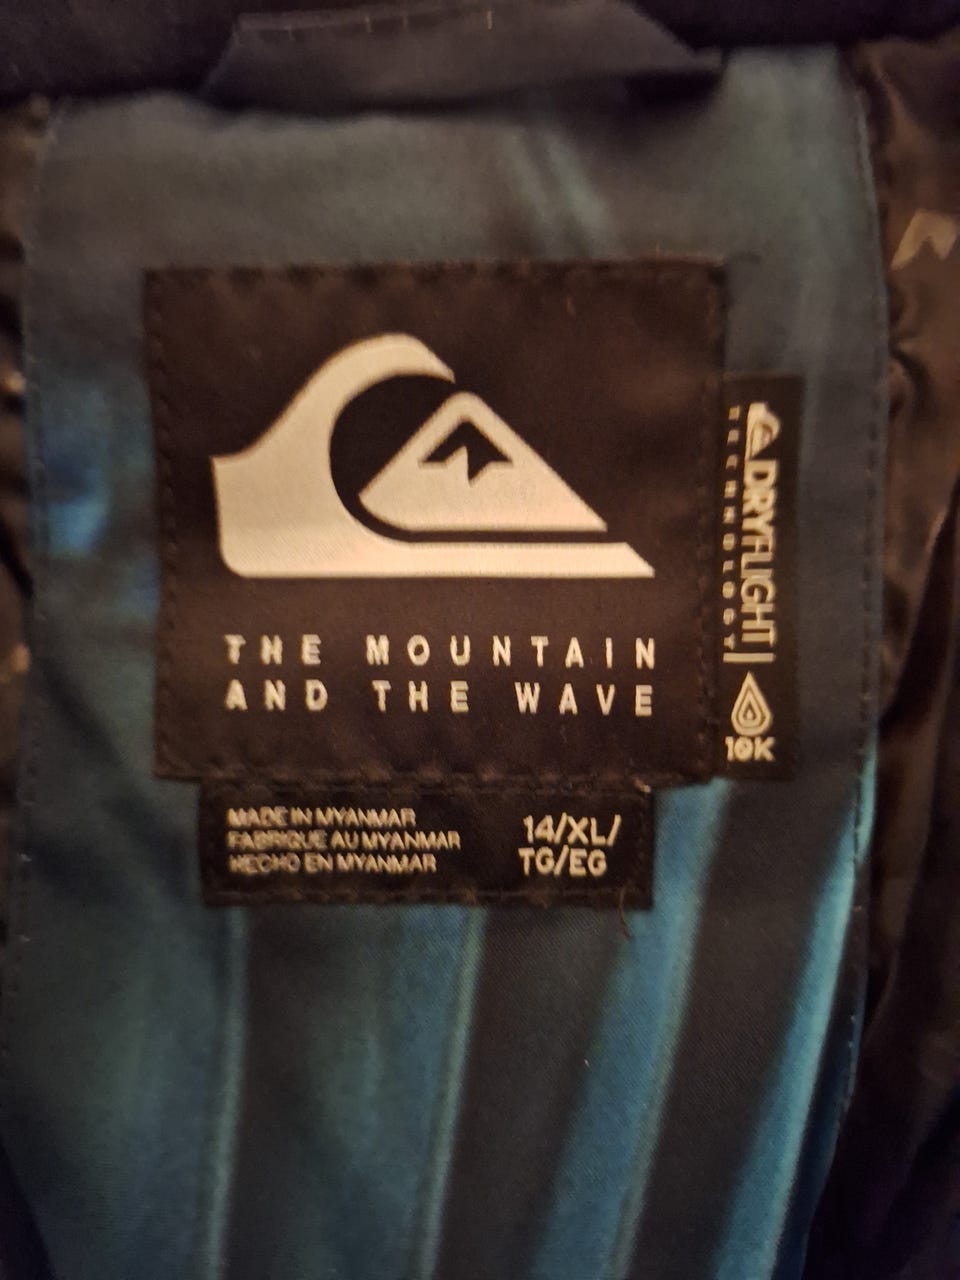 THE MOUNTAIN
AND THE WAVE
DRYFLIGHT
TECHNOLOGY
10K
MADE IN MYANMAR
FABRIQUE AU MYANMAR
HECHO EN MYANMAR
14/XL/
TG/EG